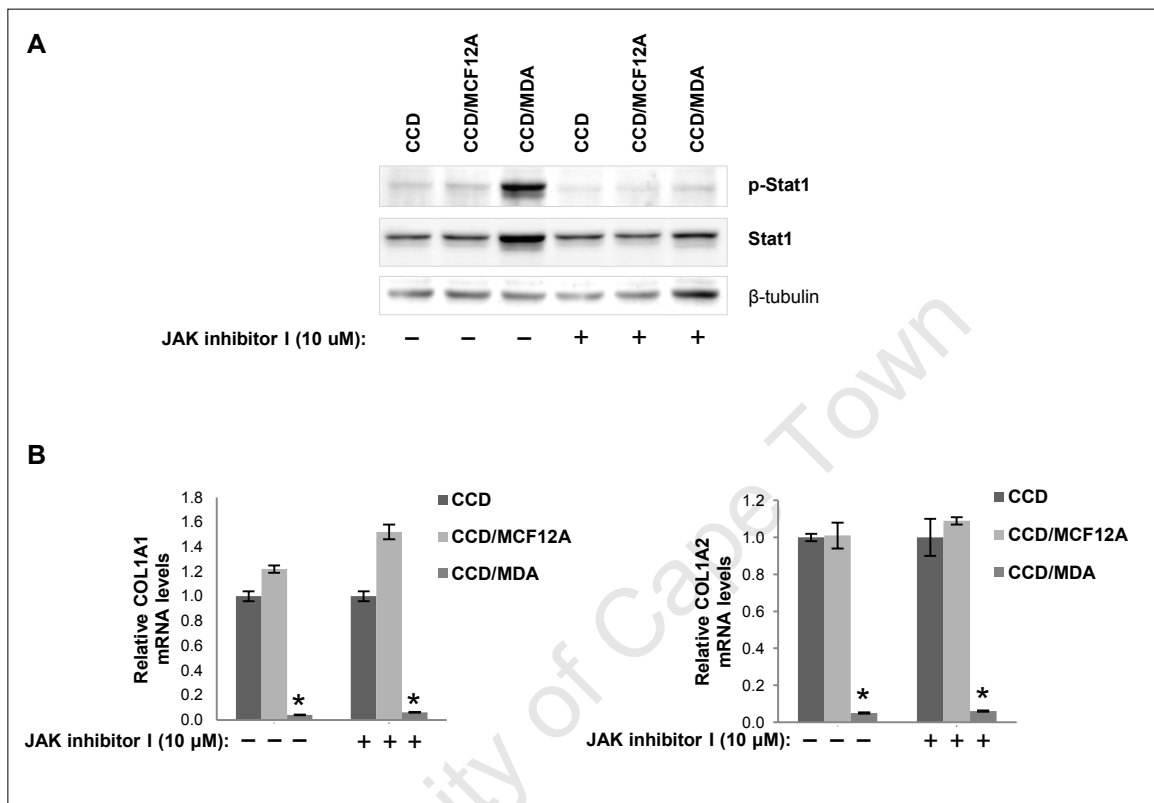 A
CCD
CCD/MCF12A
CCD/MDA
CCD
CCD/MCF12A
CCD/MDA
p-Stat1
Stat1
β-tubulin
JAK inhibitor I (10 uM): – – – + + +
B
Relative COL1A1
mRNA levels
1.8
1.6
1.4
1.2
1.0
0.8
0.6
0.4
0.2
0.0
* *
CCD
CCD/MCF12A
CCD/MDA
JAK inhibitor I (10 μM): – – – + + +
Relative COL1A2
mRNA levels
1.2
1.0
0.8
0.6
0.4
0.2
0.0
* *
CCD
CCD/MCF12A
CCD/MDA
JAK inhibitor I (10 μM): – – – + + +
ity of Cape Town